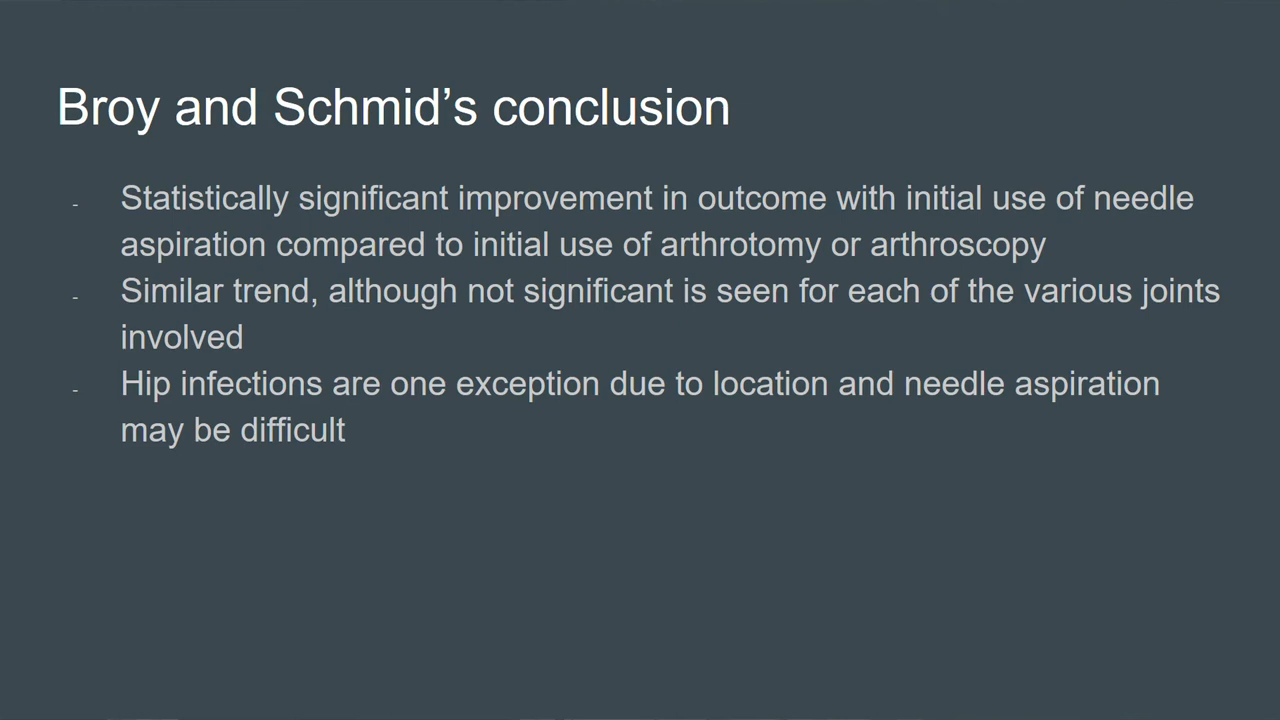 Broy and Schmid’s conclusion
- Statistically significant improvement in outcome with initial use of needle
aspiration compared to initial use of arthrotomy or arthroscopy
- Similar trend, although not significant is seen for each of the various joints
involved
- Hip infections are one exception due to location and needle aspiration
may be difficult